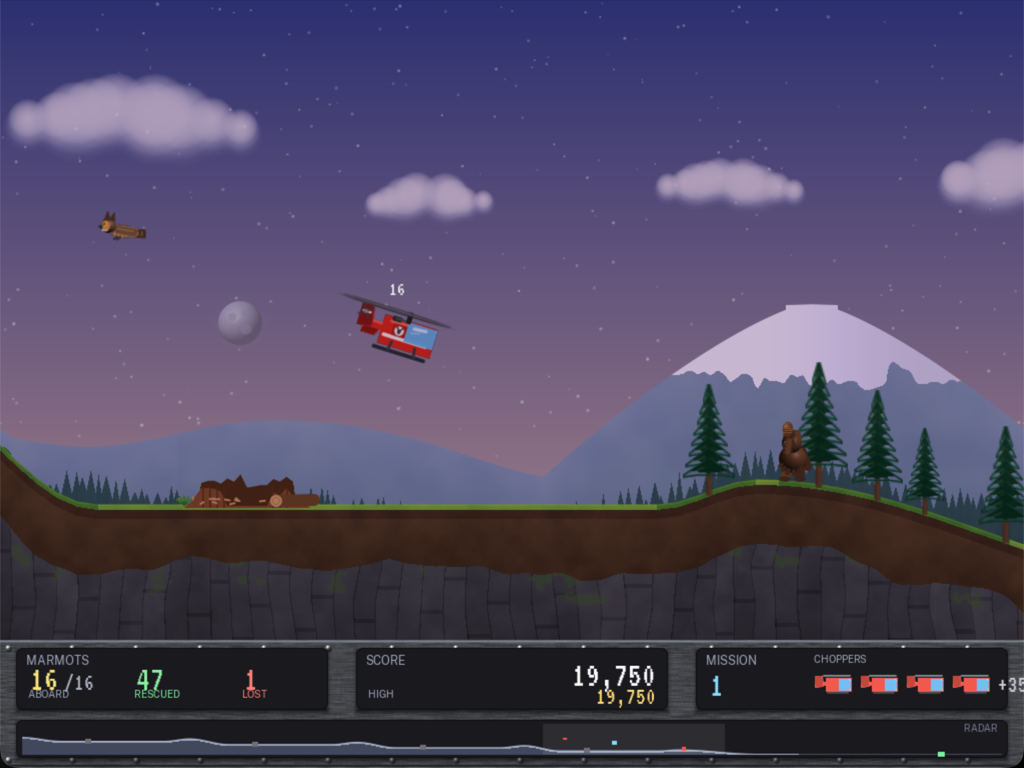 16
MARMOTS
16 /16
ABOARD
47
RESCUED
1
LOST
SCORE
19,750
HIGH
19,750
MISSION
1
CHOPPERS
+35
RADAR